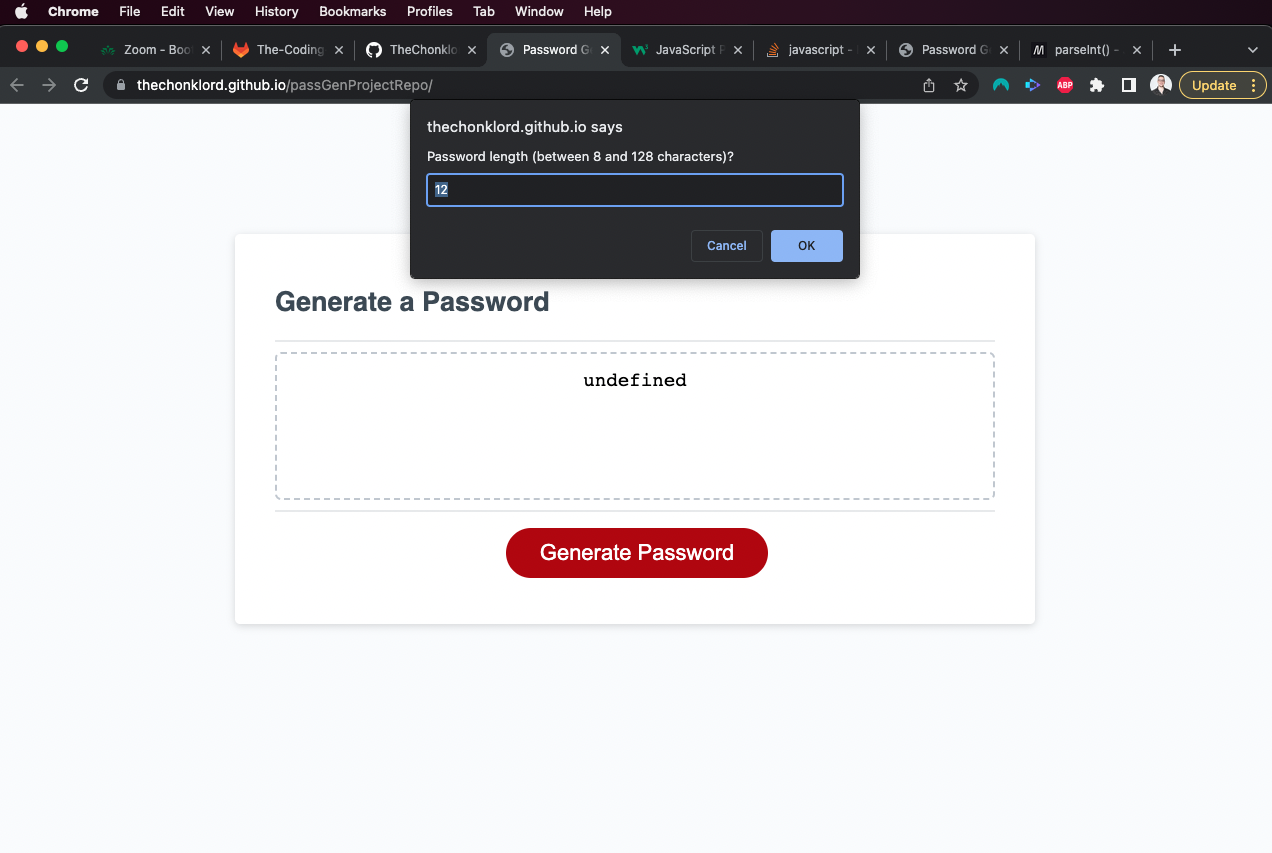 Chrome File Edit View History Bookmarks Profiles Tab Window Help
Zoom - Boo The-Coding TheChonklo Password Ge JavaScript P javascript - Password Ge parseInt() -
thechonklord.github.io/passGenProjectRepo/ ABP Update
thechonklord.github.io says
Password length (between 8 and 128 characters)?
12
Cancel OK
Generate a Password
undefined
Generate Password